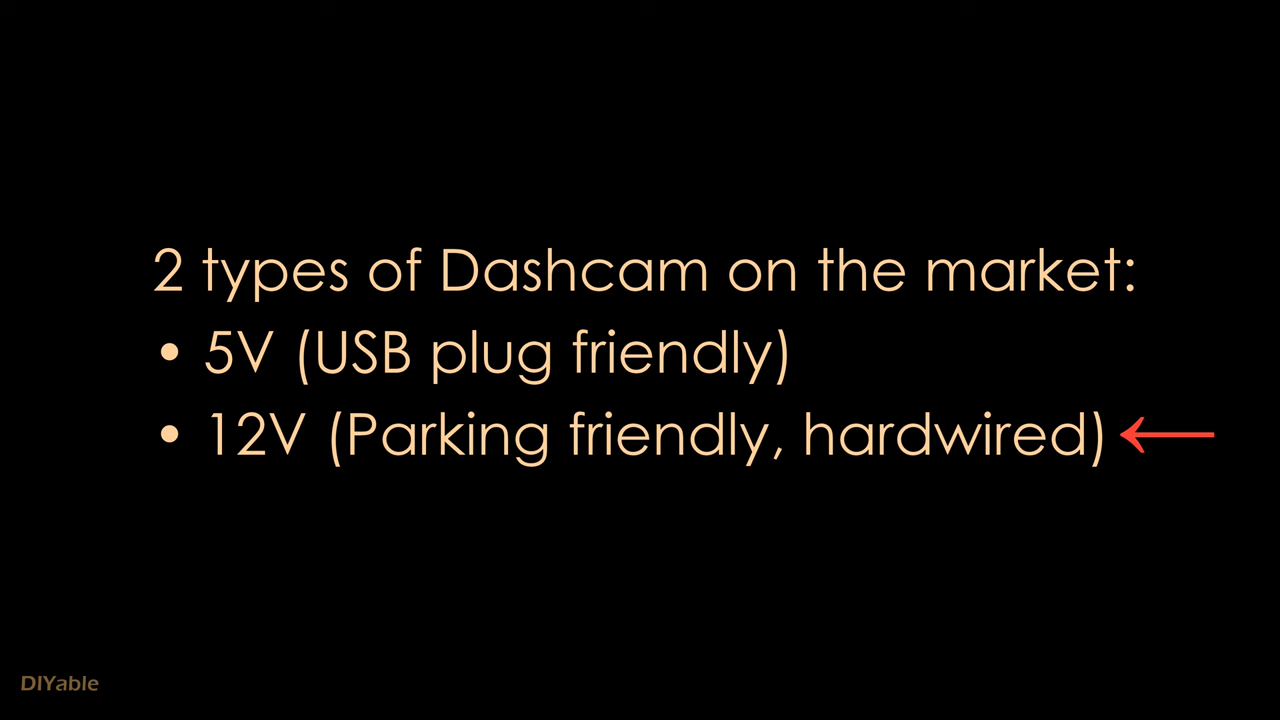 2 types of Dashcam on the market:
• 5V (USB plug friendly)
• 12V (Parking friendly, hardwired)
DIYable